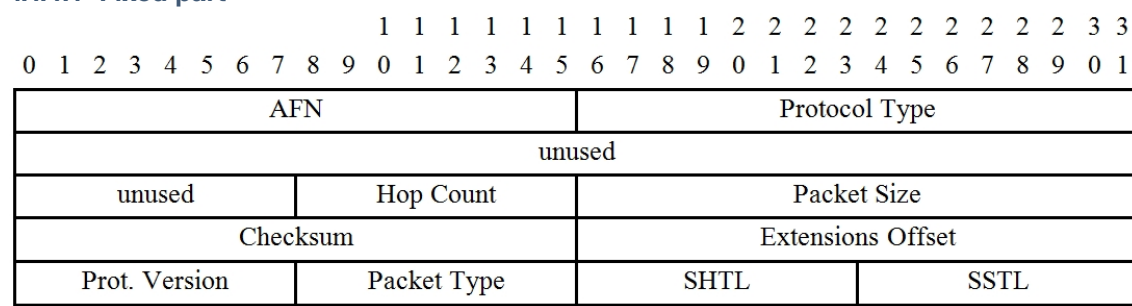 1 1 1 1 1 1 1 1 1 1 2 2 2 2 2 2 2 2 2 2 3 3
0 1 2 3 4 5 6 7 8 9 0 1 2 3 4 5 6 7 8 9 0 1 2 3 4 5 6 7 8 9 0 1
AFN Protocol Type
unused
unused Hop Count Packet Size
Checksum Extensions Offset
Prot. Version Packet Type SHTL SSTL